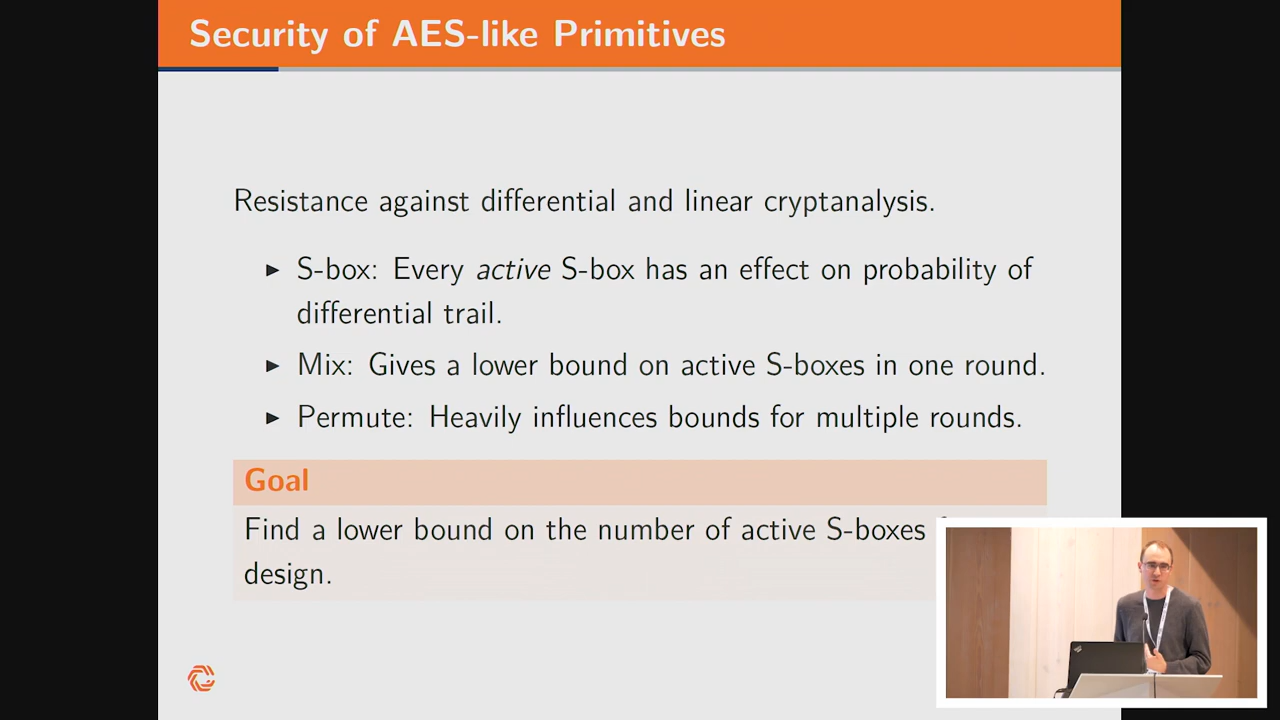 Security of AES-like Primitives
Resistance against differential and linear cryptanalysis.
▶ S-box: Every active S-box has an effect on probability of
differential trail.
▶ Mix: Gives a lower bound on active S-boxes in one round.
▶ Permute: Heavily influences bounds for multiple rounds.
Goal
Find a lower bound on the number of active S-boxes
design.